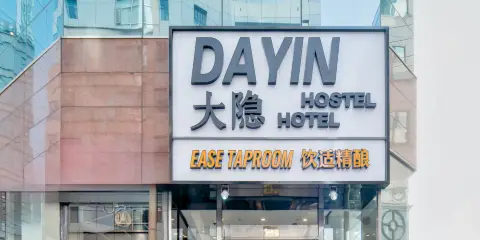 DAYIN
大隐 HOSTEL
HOTEL
EASE TAPROOM 饮适精酿